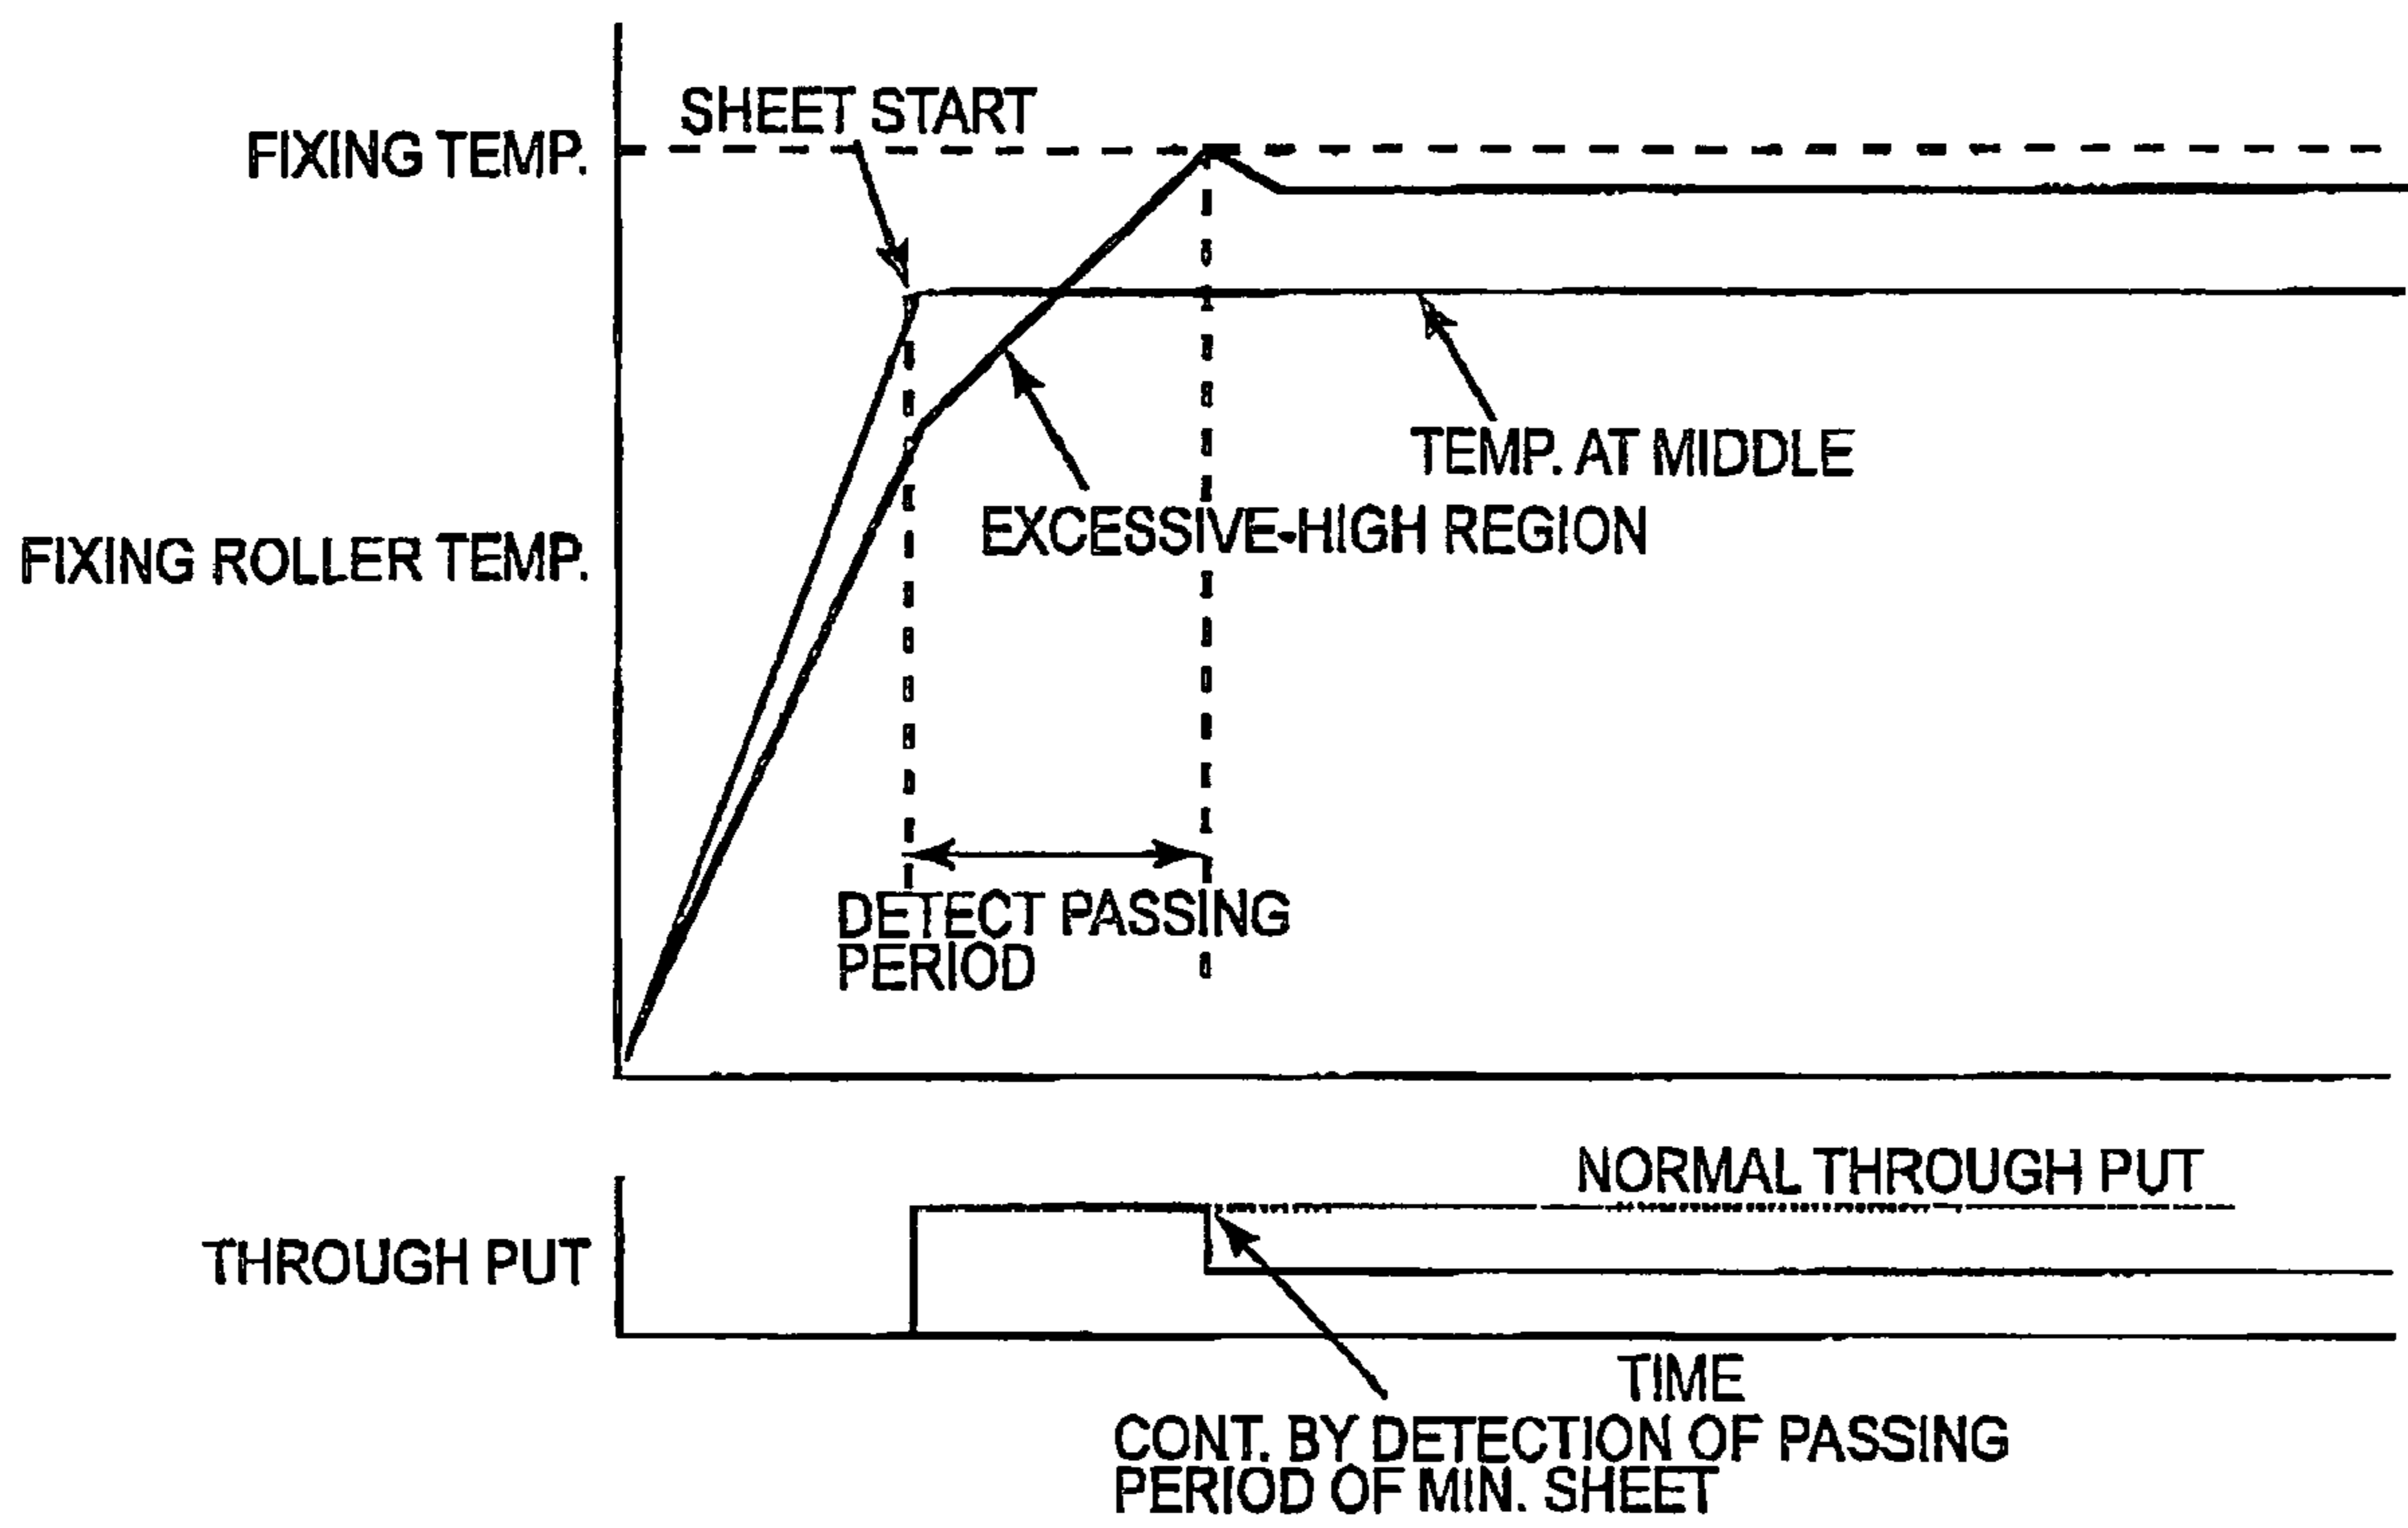 SHEET START
FIXING TEMP.
TEMP. AT MIDDLE
EXCESSIVE-HIGH REGION
FIXING ROLLER TEMP.
DETECT PASSING
PERIOD
NORMAL THROUGH PUT
THROUGH PUT
TIME
CONT. BY DETECTION OF PASSING
PERIOD OF MIN. SHEET